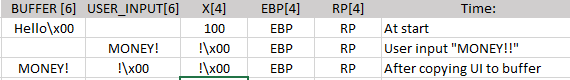 BUFFER [6] USER_INPUT[6] X[4] EBP[4] RP[4] Time:
Hello\x00 100 EBP RP At start
MONEY! !\x00 EBP RP User input "MONEY!!"
MONEY! !\x00 !\x00 EBP RP After copying UI to buffer